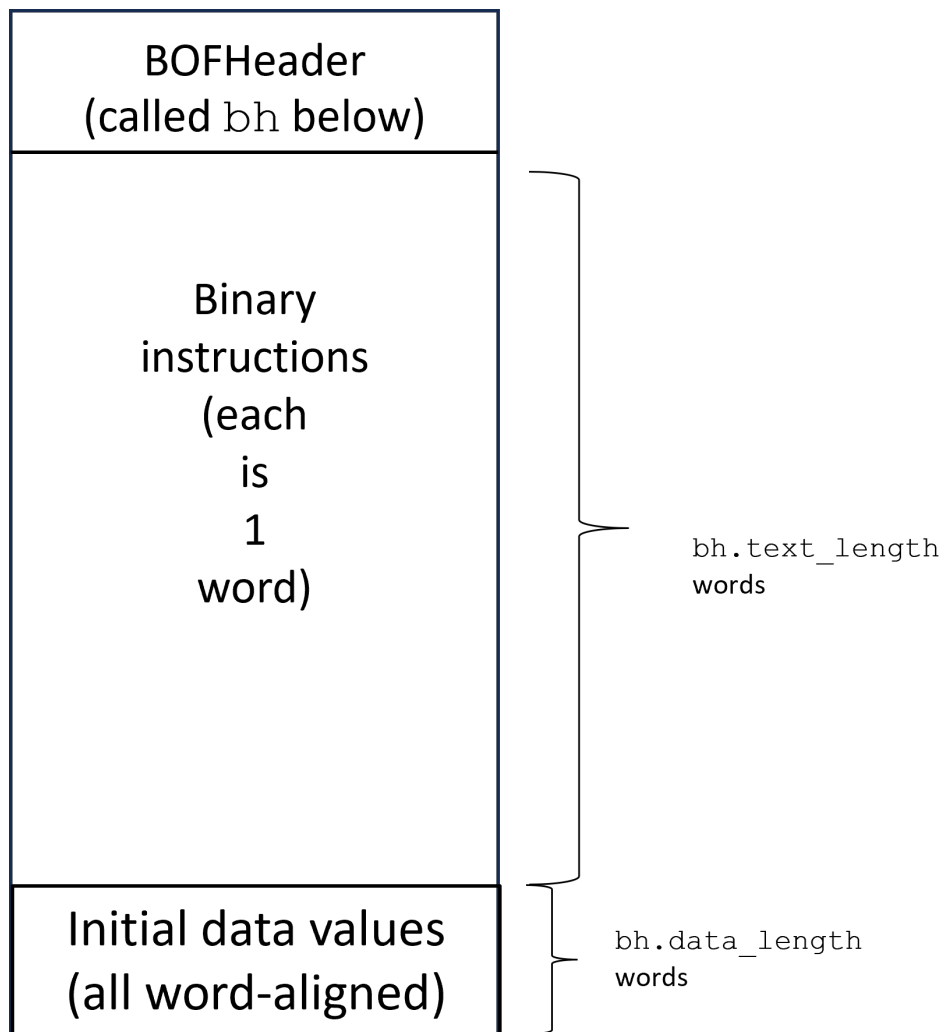 BOFHeader
(called bh below)
Binary
instructions
(each
is
1
word)
bh.text_length
words
Initial data values
(all word-aligned)
bh.data_length
words